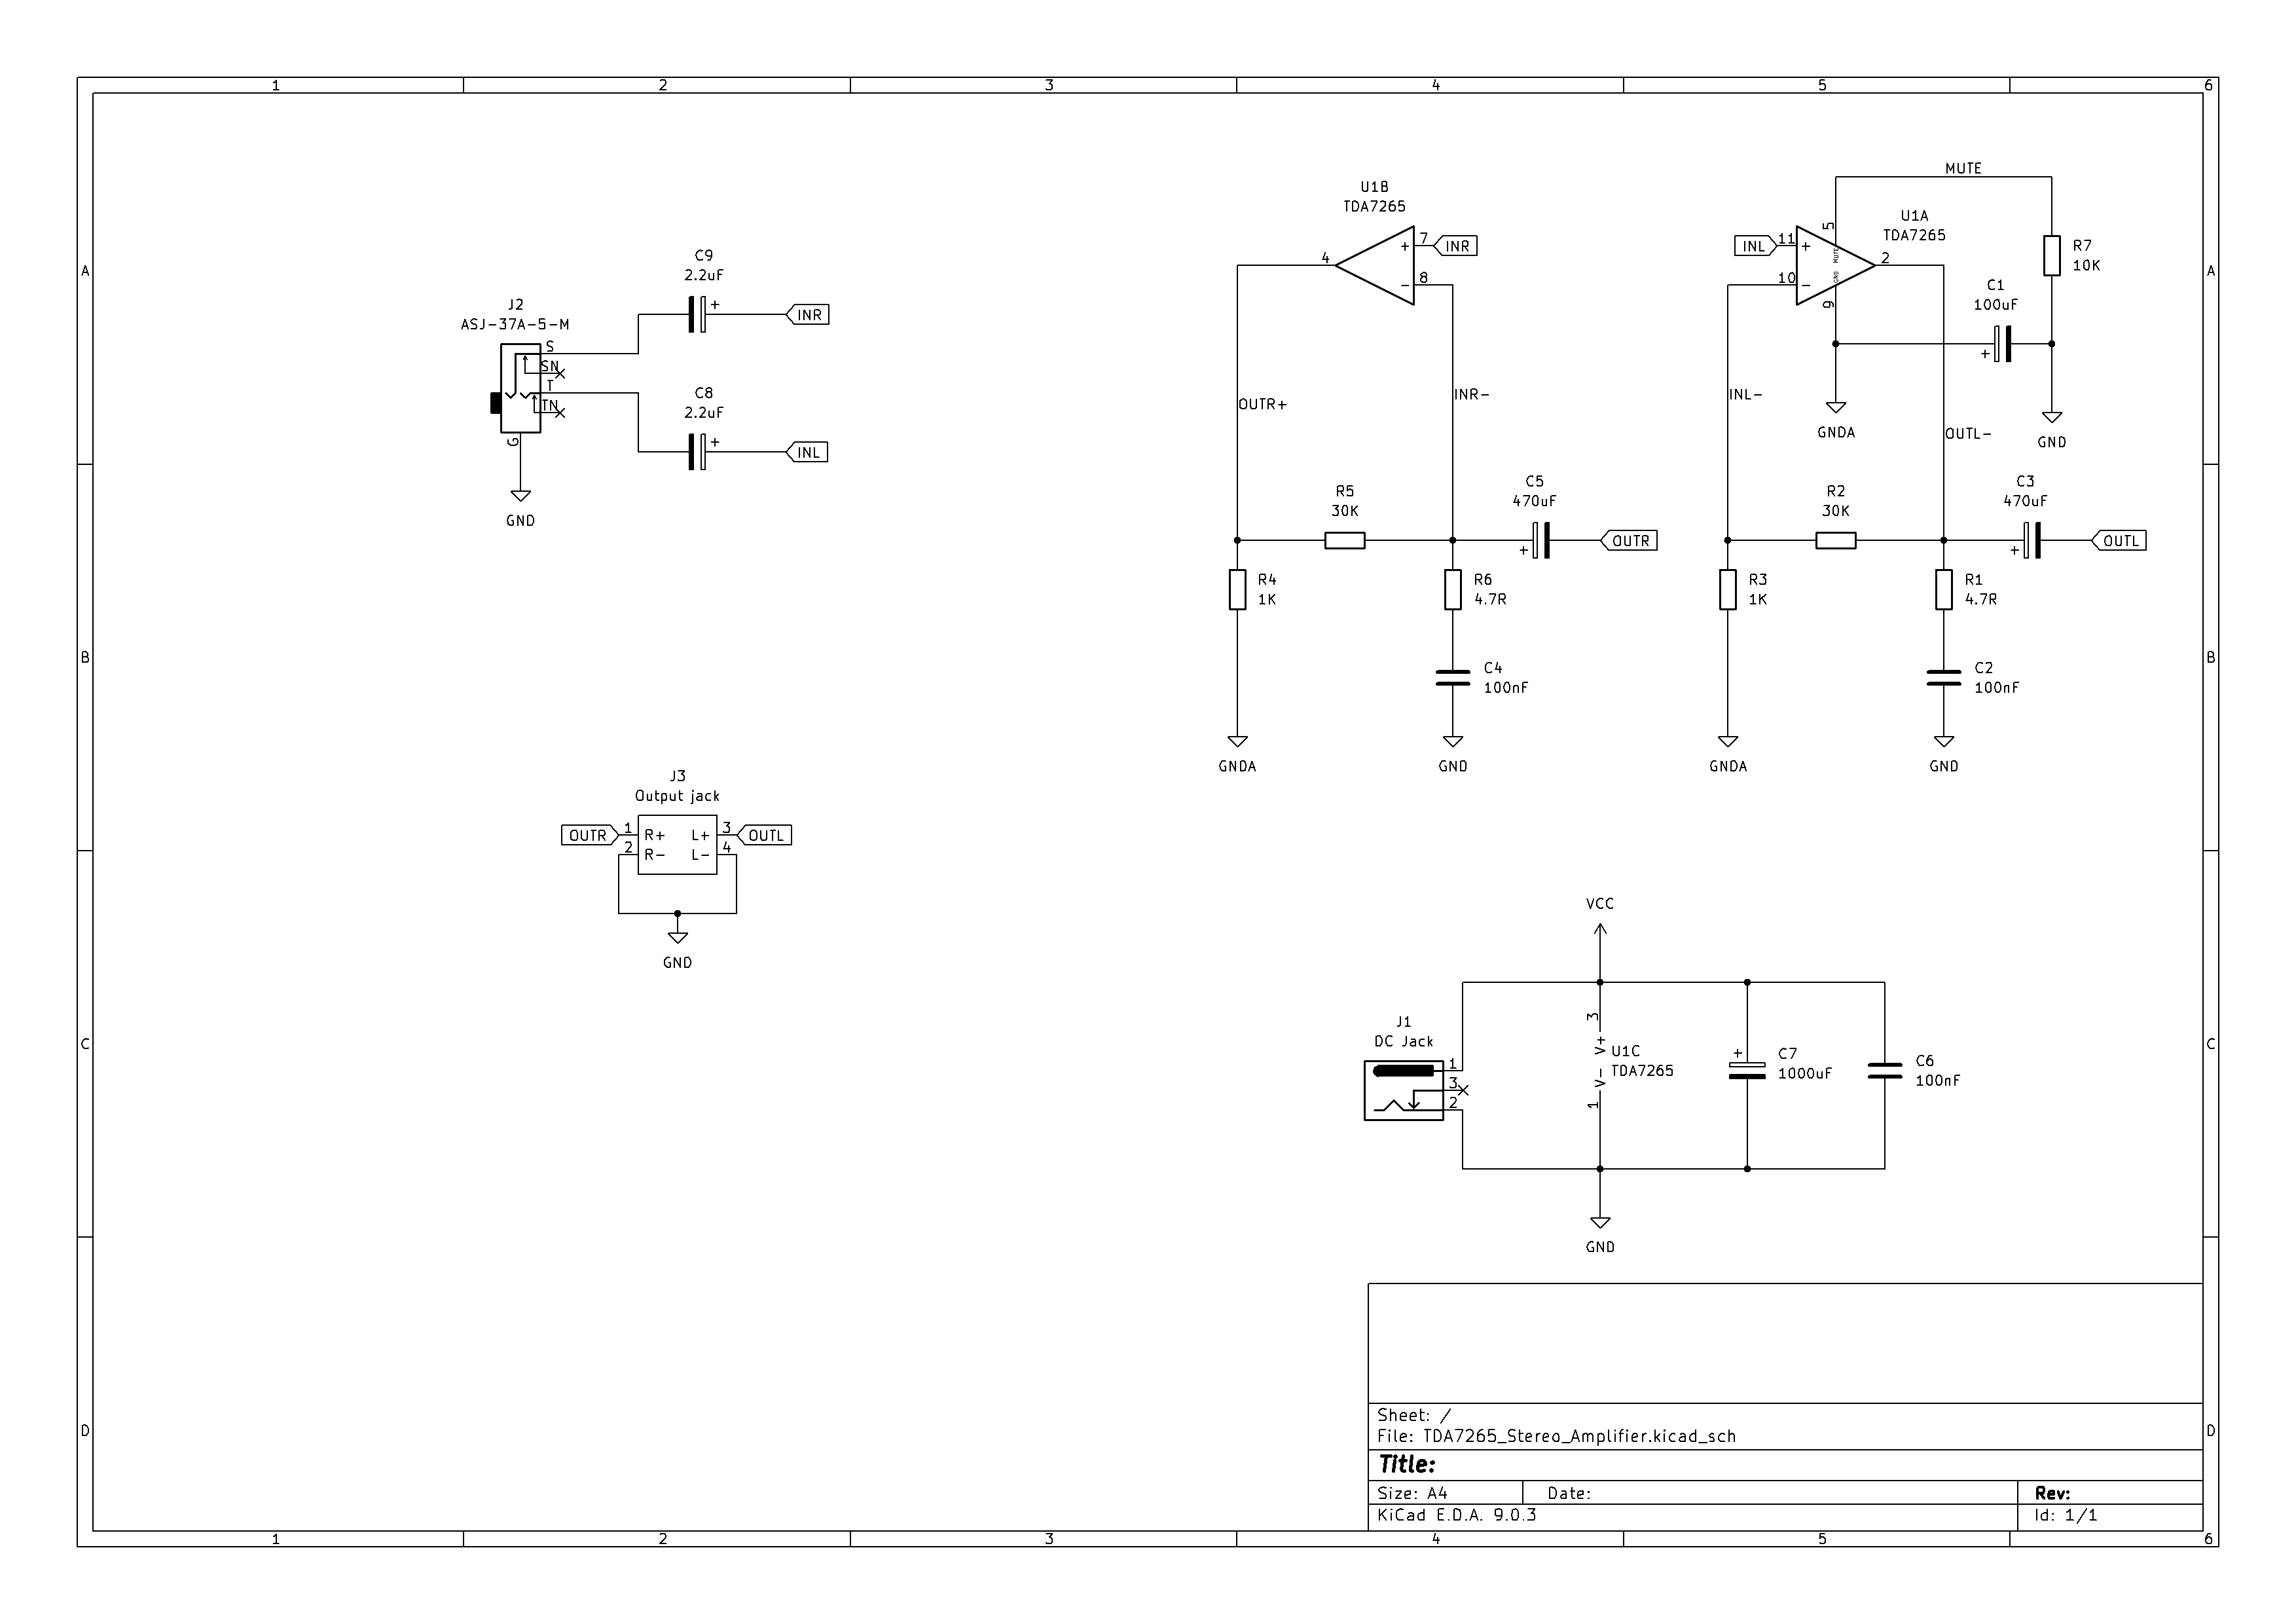 1 2 3 4 5 6
A
B
C
D
A
B
C
D
J2
ASJ-37A-5-M
S
SN
T
TN
G
GND
C9
2.2uF
+
INR
C8
2.2uF
+
INL
J3
Output jack
OUTR
1
2
R+
R-
L+
L-
3
4
OUTL
GND
U1B
TDA7265
4
+
-
7
8
INR
OUTR+
INR-
R5
30K
C5
470uF
+
OUTR
R4
1K
R6
4.7R
C4
100nF
GNDA
GND
MUTE
U1A
TDA7265
INL
11
10
+
-
5
MUTE
GND
9
2
R7
10K
C1
100uF
+
GNDA
GND
INL-
OUTL-
R2
30K
C3
470uF
+
OUTL
R3
1K
R1
4.7R
C2
100nF
GNDA
GND
VCC
J1
DC Jack
1
3
2
3
V+
V-
1
U1C
TDA7265
+
C7
1000uF
C6
100nF
GND
Sheet: /
File: TDA7265_Stereo_Amplifier.kicad_sch
Title:
Size: A4 Date: Rev:
KiCad E.D.A. 9.0.3 Id: 1/1
1 2 3 4 5 6